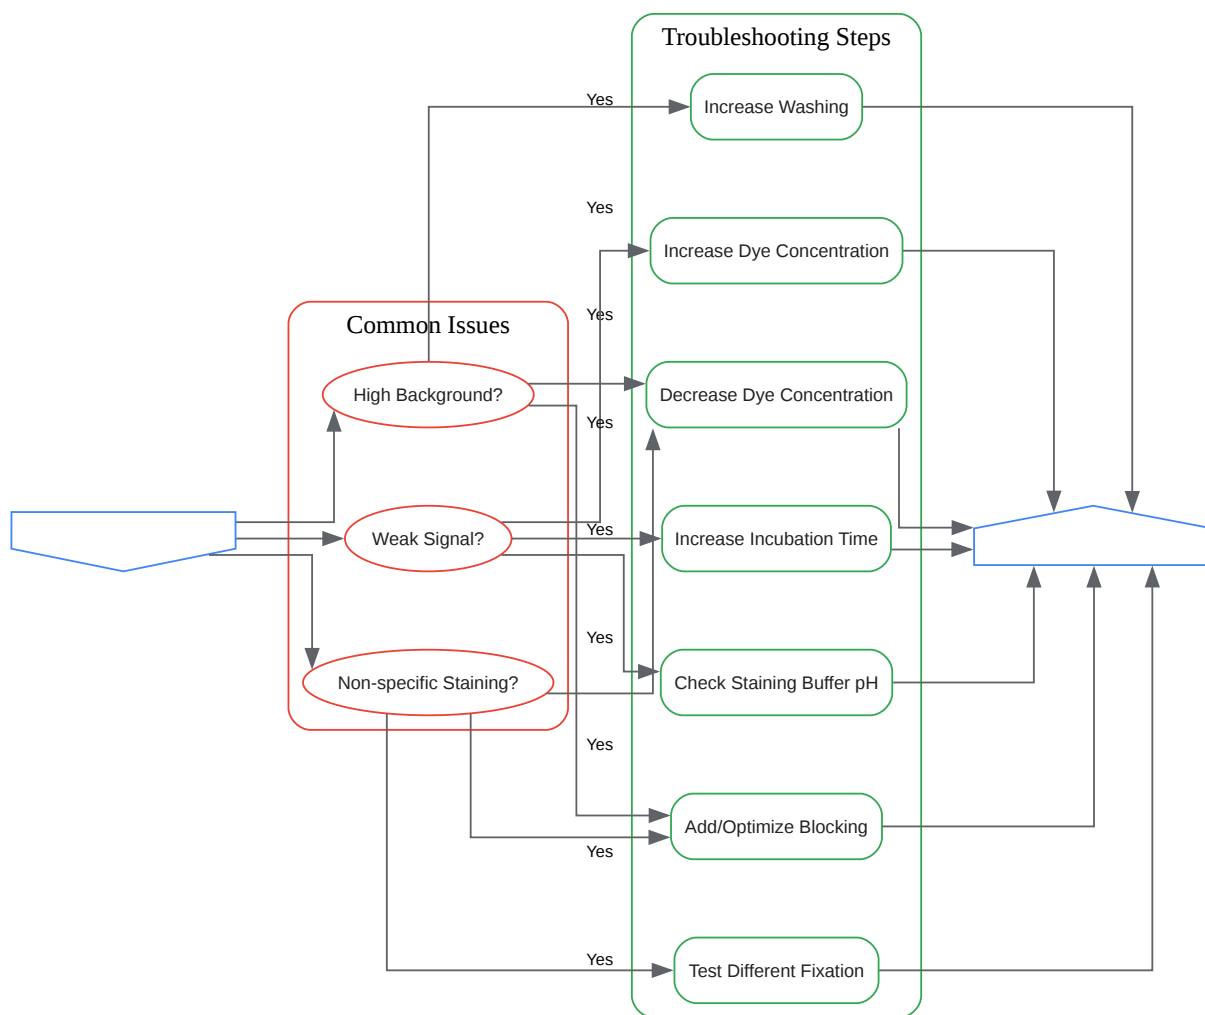 Troubleshooting Steps
Yes
Increase Washing
Yes
Increase Dye Concentration
Yes
Common Issues
High Background?
Decrease Dye Concentration
Yes
Yes
Weak Signal?
Increase Incubation Time
Yes
Non-specific Staining?
Check Staining Buffer pH
Yes
Add/Optimize Blocking
Yes
Yes
Test Different Fixation